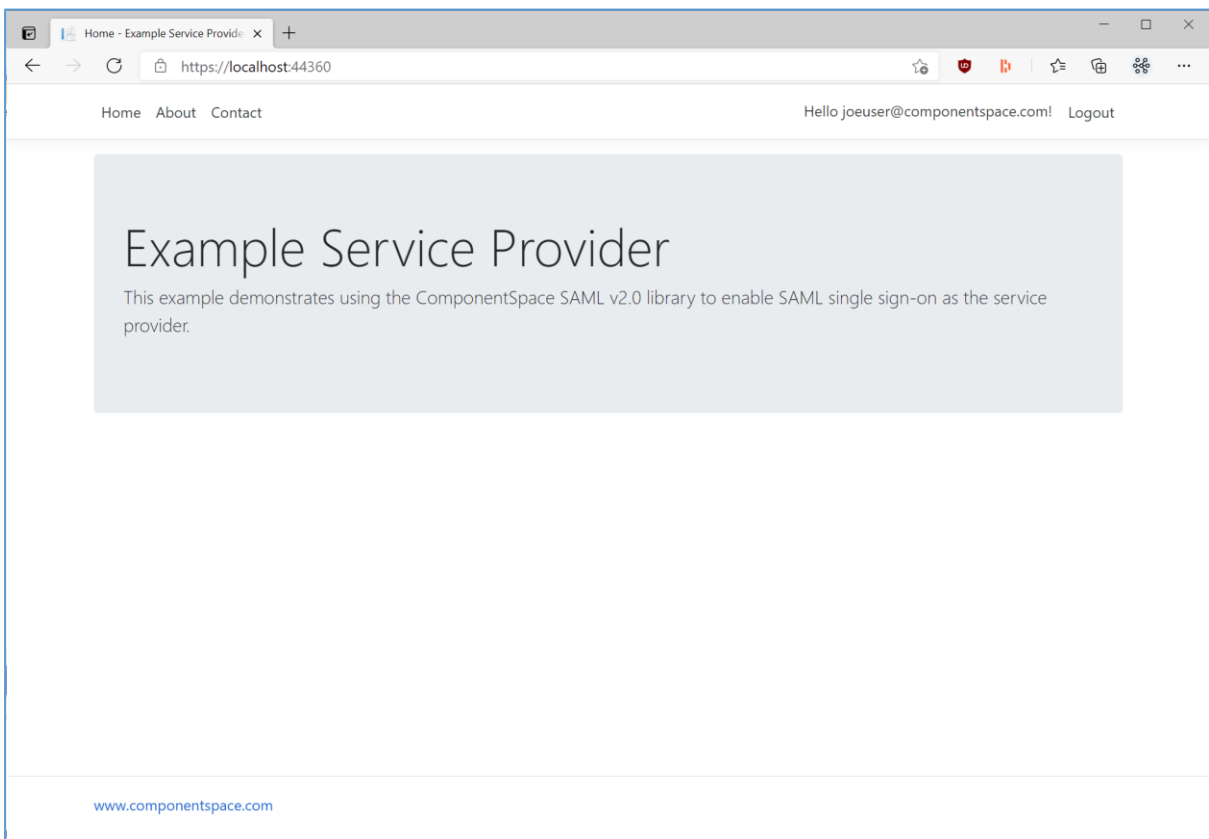 Home - Example Service Provide
https://localhost:44360
Home About Contact Hello joeuser@componentspace.com! Logout
Example Service Provider
This example demonstrates using the ComponentSpace SAML v2.0 library to enable SAML single sign-on as the service
provider.
www.componentspace.com